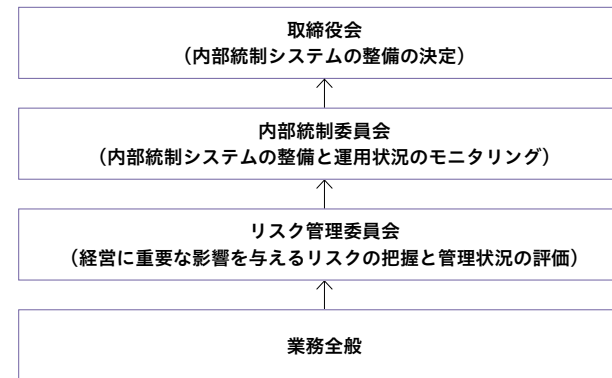 取締役会
（内部統制システムの整備の決定）
内部統制委員会
（内部統制システムの整備と運用状況のモニタリング）
リスク管理委員会
（経営に重要な影響を与えるリスクの把握と管理状況の評価）
業務全般